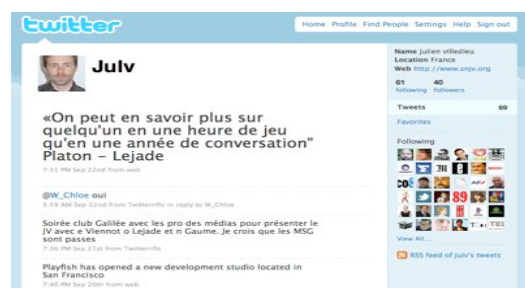 twitter
Home Profile Find People Settings Help Sign out
Julv
«On peut en savoir plus sur
quelqu'un en une heure de jeu
qu'en une année de conversation"
Platon – Lejade
7:31 PM Sep 22nd from web
@W_Chloe oui
5:59 AM Sep 22nd from Twitterrific in reply to W_Chloe
Soirée club Galilée avec les pro des médias pour présenter le
JV avec e Viennot o Lejade et n Gaume. Je crois que les MSG
sont passes
7:36 PM Sep 21st from Twitterrific
Playfish has opened a new development studio located in
San Francisco
7:40 PM Sep 20th from web
Name Julien villedieu
Location France
Web http://www.snjv.org
61 40
following followers
Tweets 69
Favorites
Following
89
View All...
RSS feed of Julv's tweets